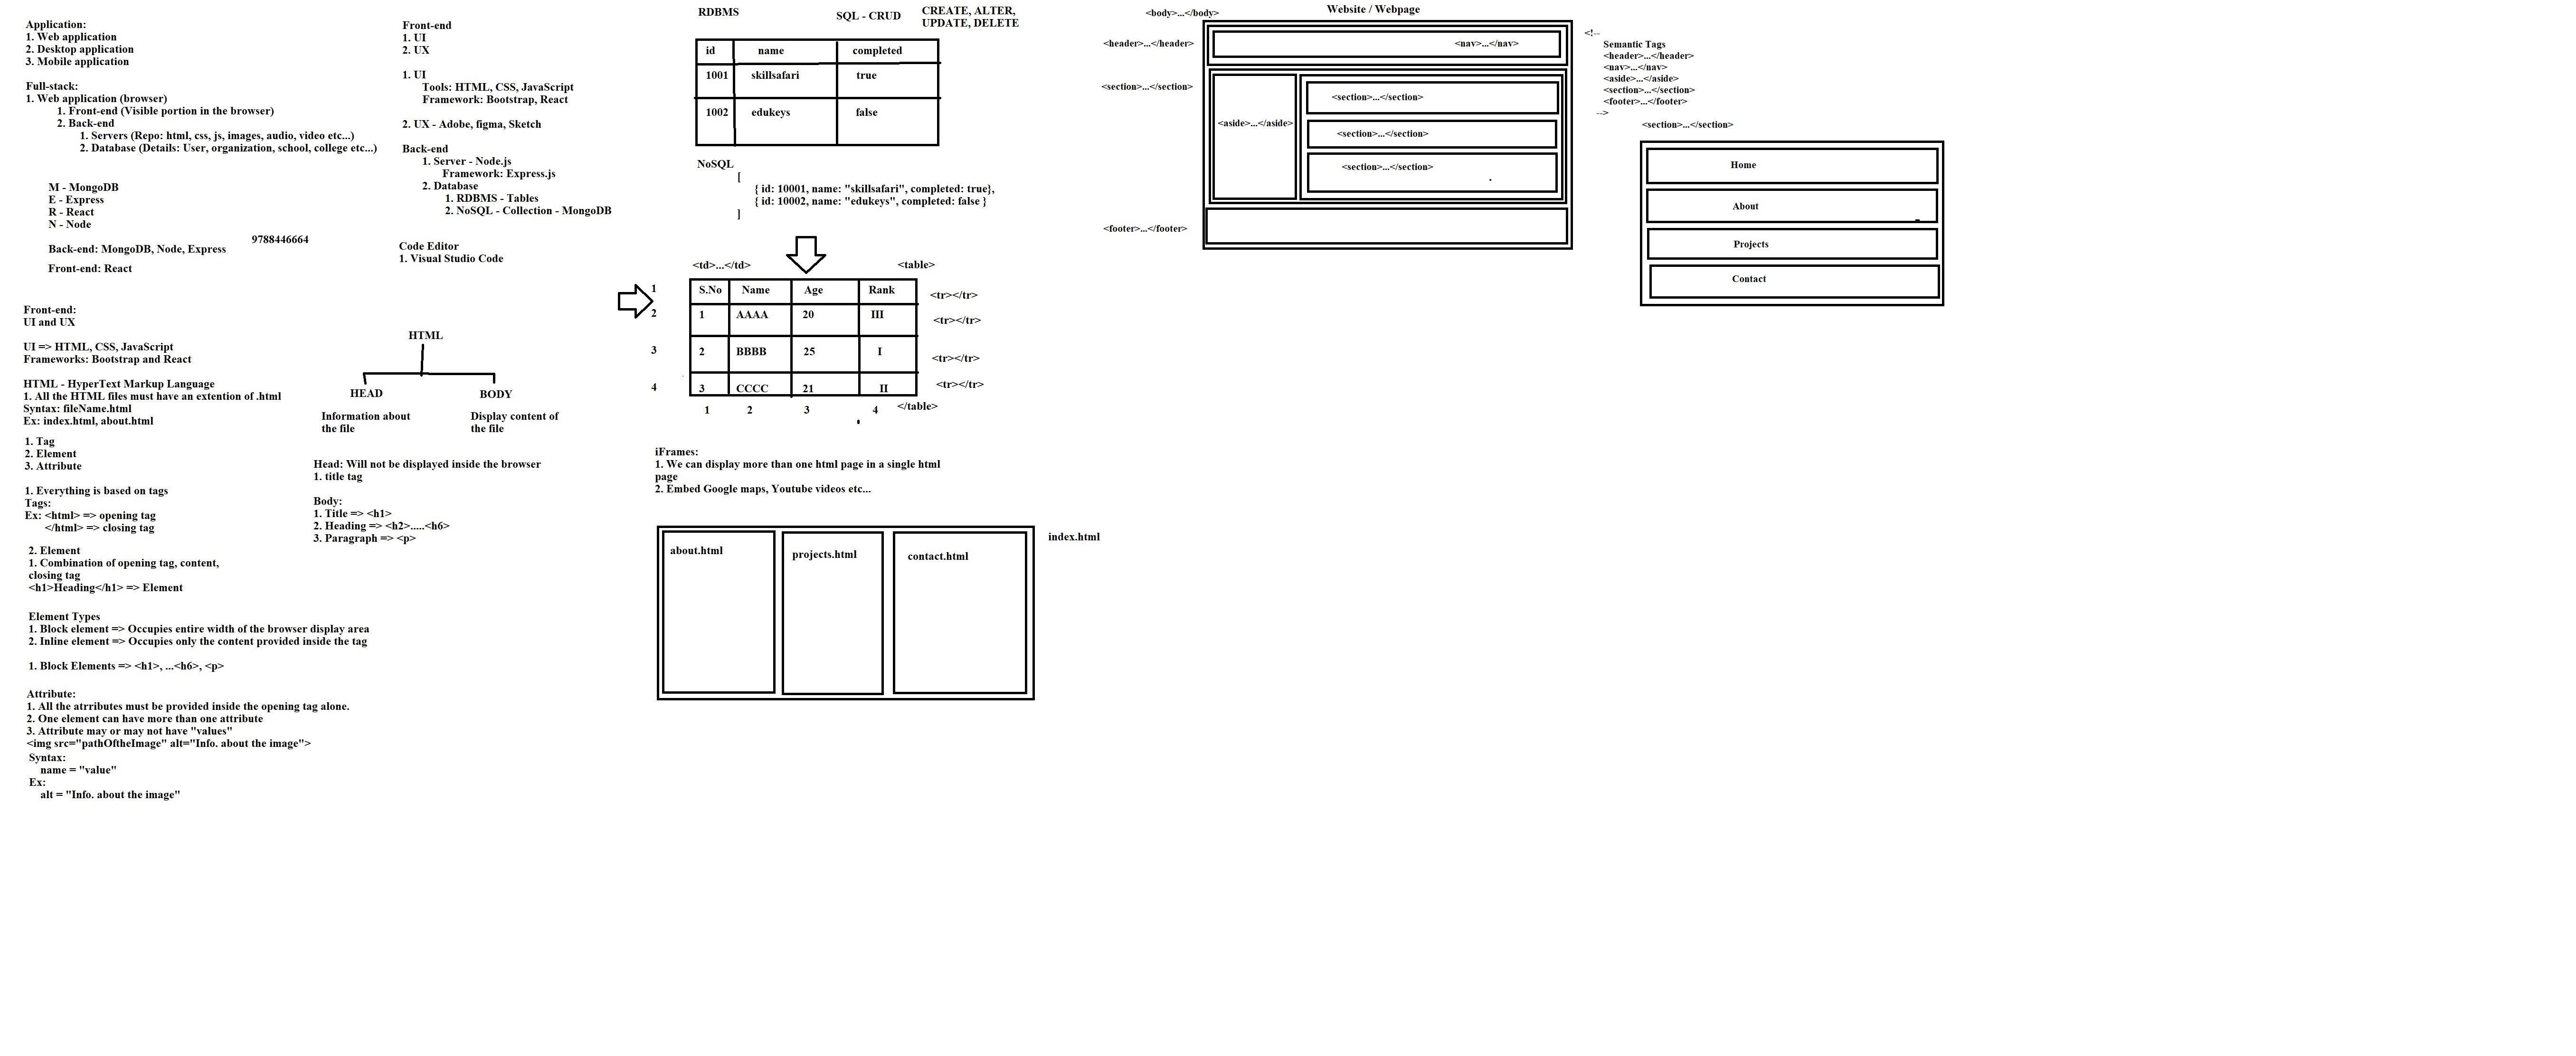 Application:
1. Web application
2. Desktop application
3. Mobile application
Full-stack:
1. Web application (browser)
1. Front-end (Visible portion in the browser)
2. Back-end
1. Servers (Repo: html, css, js, images, audio, video etc...)
2. Database (Details: User, organization, school, college etc...)
M - MongoDB
E - Express
R - React
N - Node
9788446664
Back-end: MongoDB, Node, Express
Front-end: React
Front-end
1. UI
2. UX
1. UI
Tools: HTML, CSS, JavaScript
Framework: Bootstrap, React
2. UX - Adobe, figma, Sketch
Back-end
1. Server - Node.js
Framework: Express.js
2. Database
1. RDBMS - Tables
2. NoSQL - Collection - MongoDB
Code Editor
1. Visual Studio Code
Front-end:
UI and UX
UI => HTML, CSS, JavaScript
Frameworks: Bootstrap and React
HTML - HyperText Markup Language
1. All the HTML files must have an extention of .html
Syntax: fileName.html
Ex: index.html, about.html
1. Tag
2. Element
3. Attribute
1. Everything is based on tags
Tags:
Ex: <html> => opening tag
</html> => closing tag
2. Element
1. Combination of opening tag, content,
closing tag
<h1>Heading</h1> => Element
Element Types
1. Block element => Occupies entire width of the browser display area
2. Inline element => Occupies only the content provided inside the tag
1. Block Elements => <h1>, ...<h6>, <p>
Attribute:
1. All the atrributes must be provided inside the opening tag alone.
2. One element can have more than one attribute
3. Attribute may or may not have "values"
<img src="pathOftheImage" alt="Info. about the image">
Syntax:
name = "value"
Ex:
alt = "Info. about the image"
HTML
HEAD BODY
Information about
the file
Display content of
the file
Head: Will not be displayed inside the browser
1. title tag
Body:
1. Title => <h1>
2. Heading => <h2>.....<h6>
3. Paragraph => <p>
RDBMS
SQL - CRUD
CREATE, ALTER,
UPDATE, DELETE
id name completed
1001 skillsafari true
1002 edukeys false
NoSQL
[
{ id: 10001, name: "skillsafari", completed: true},
{ id: 10002, name: "edukeys", completed: false }
]
<td>...</td> <table>
1 S.No Name Age Rank <tr></tr>
2 1 AAAA 20 III <tr></tr>
3 2 BBBB 25 I <tr></tr>
4 3 CCCC 21 II <tr></tr>
1 2 3 4 </table>
iFrames:
1. We can display more than one html page in a single html
page
2. Embed Google maps, Youtube videos etc...
index.html
about.html projects.html contact.html
<body>...</body>
Website / Webpage
<header>...</header>
<nav>...</nav>
<section>...</section>
<aside>...</aside>
<section>...</section>
<section>...</section>
<section>...</section>
<footer>...</footer>
<!--
Semantic Tags
<header>...</header>
<nav>...</nav>
<aside>...</aside>
<section>...</section>
<footer>...</footer>
-->
<section>...</section>
Home
About
Projects
Contact